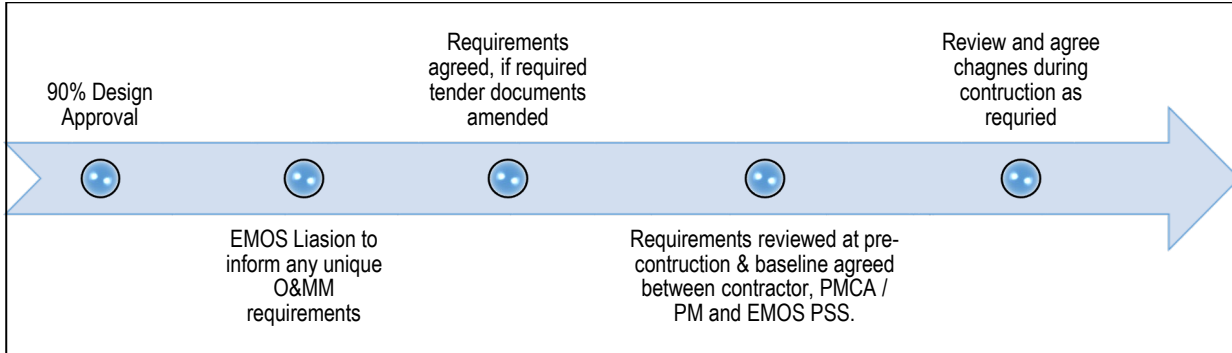 90% Design
Approval
EMOS Liasion to
inform any unique
O&MM
requirements
Requirements
agreed, if required
tender documents
amended
Requirements reviewed at pre-
contruction & baseline agreed
between contractor, PMCA /
PM and EMOS PSS.
Review and agree
chagnes during
contruction as
requried